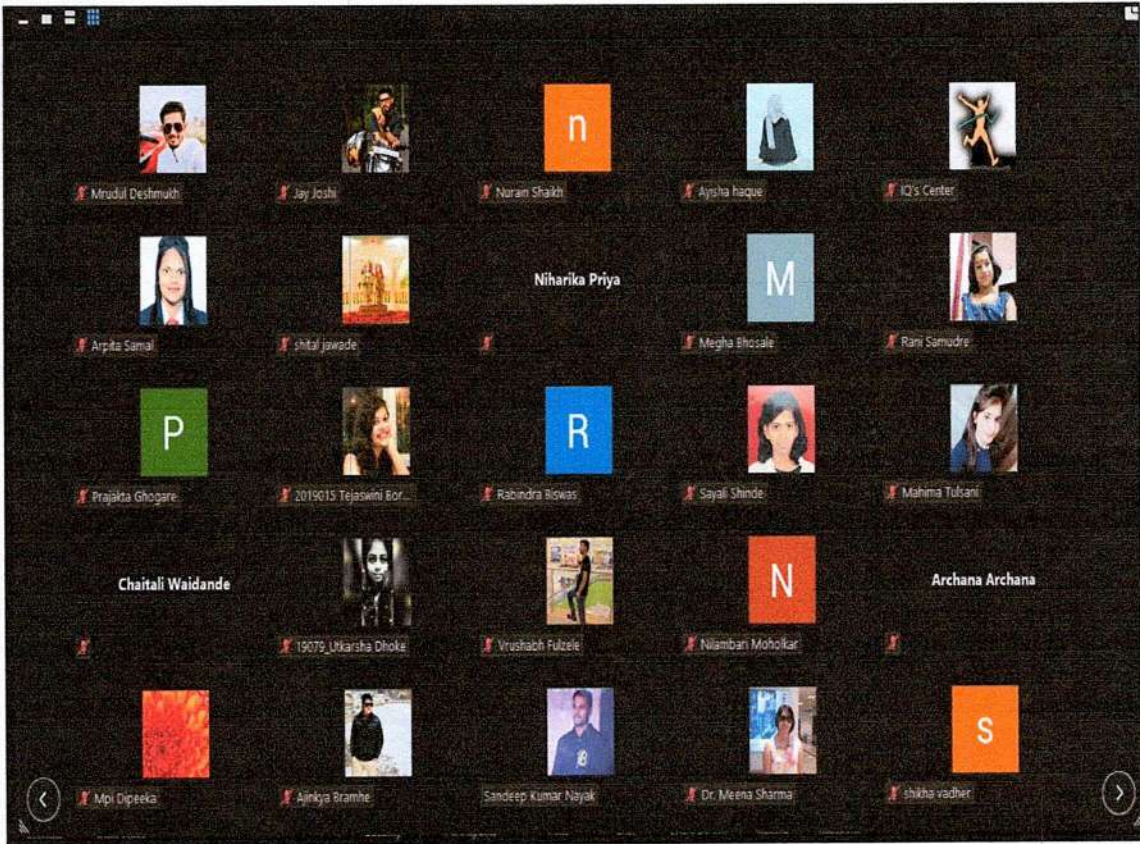 n
Mrudul Deshmukh
Jay Joshi
Nurain Shaikh
Ayisha haque
IQ's Center
Niharika Priya
M
Arpita Samal
shital jawade
Megha Bhosale
Rani Samudre
P
R
Prajakta Ghogare
2019015 Tejaswini Bor...
Rabindra Biswas
Sayali Shinde
Mahima Tulsani
Chaitali Waidande
N
Archana Archana
19079_Utkarsha Dhoke
Vrushabh Fulzele
Nilambari Moholkar
S
Mpi Dipeeka
Ajinkya Bramhe
Sandeep Kumar Nayak
Dr. Meena Sharma
shikha vadher